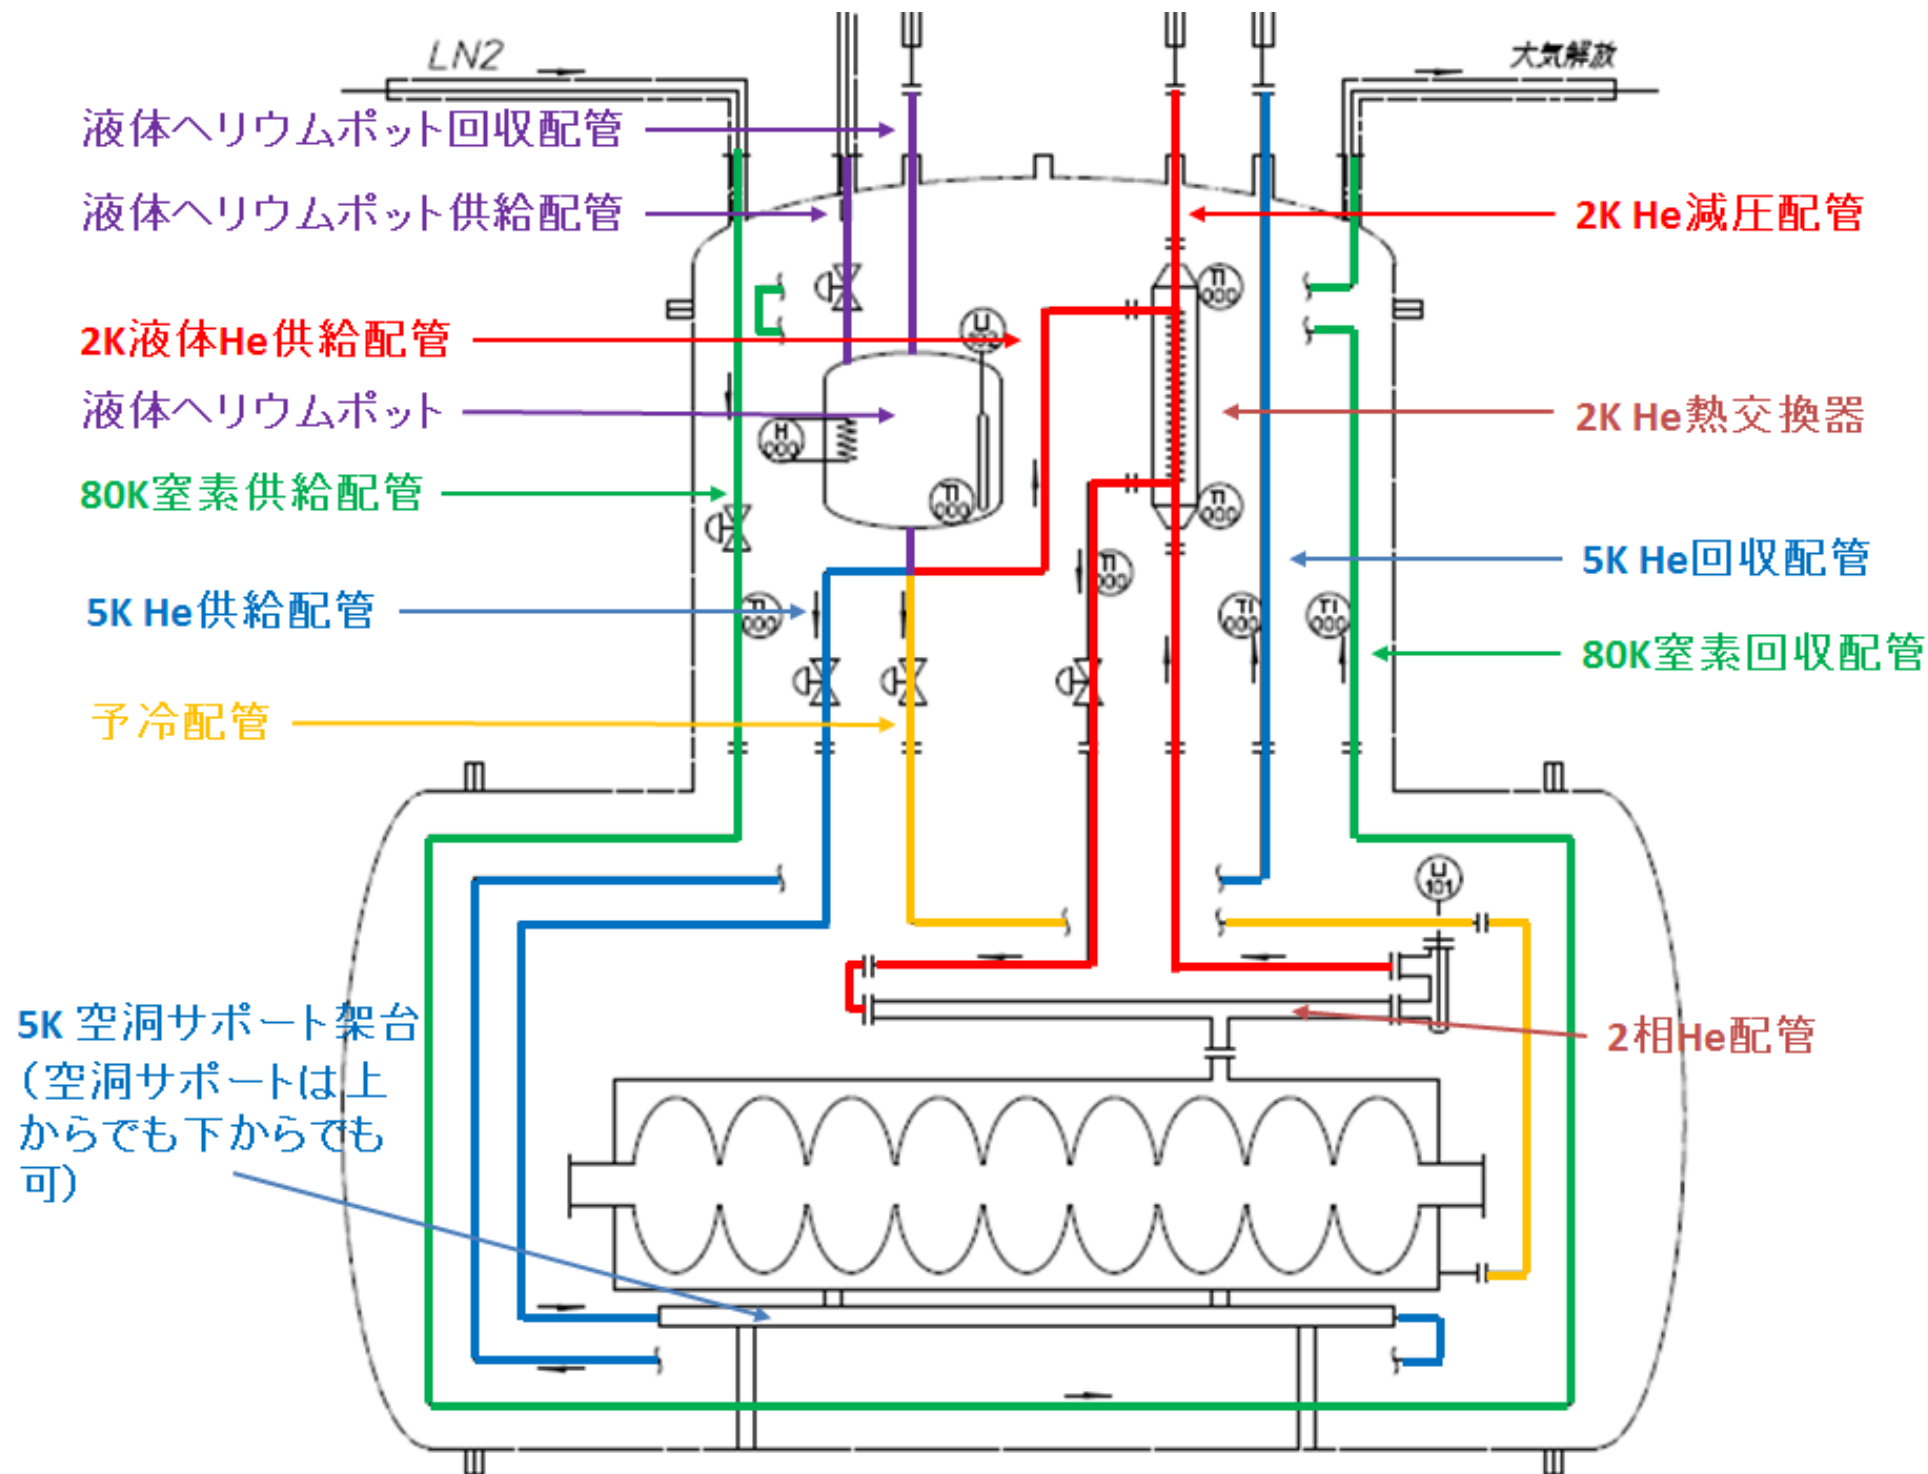 LN2
大気解放
液体ヘリウムポット回収配管
液体ヘリウムポット供給配管
2K He減圧配管
2K液体He供給配管
液体ヘリウムポット
2K He熱交換器
80K窒素供給配管
5K He回収配管
5K He供給配管
80K窒素回収配管
予冷配管
LI
101
5K 空洞サポート架台
（空洞サポートは上
からでも下からでも
可）
2相He配管
H
000
TI
000
TI
000